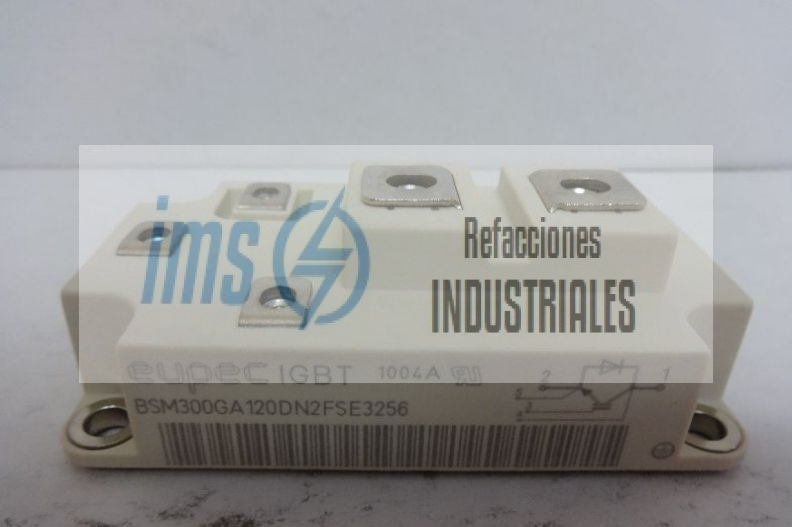 ims
Refacciones
INDUSTRIALES
eupec IGBT 1004A
BSM300GA120DN2FSE3256
2
1